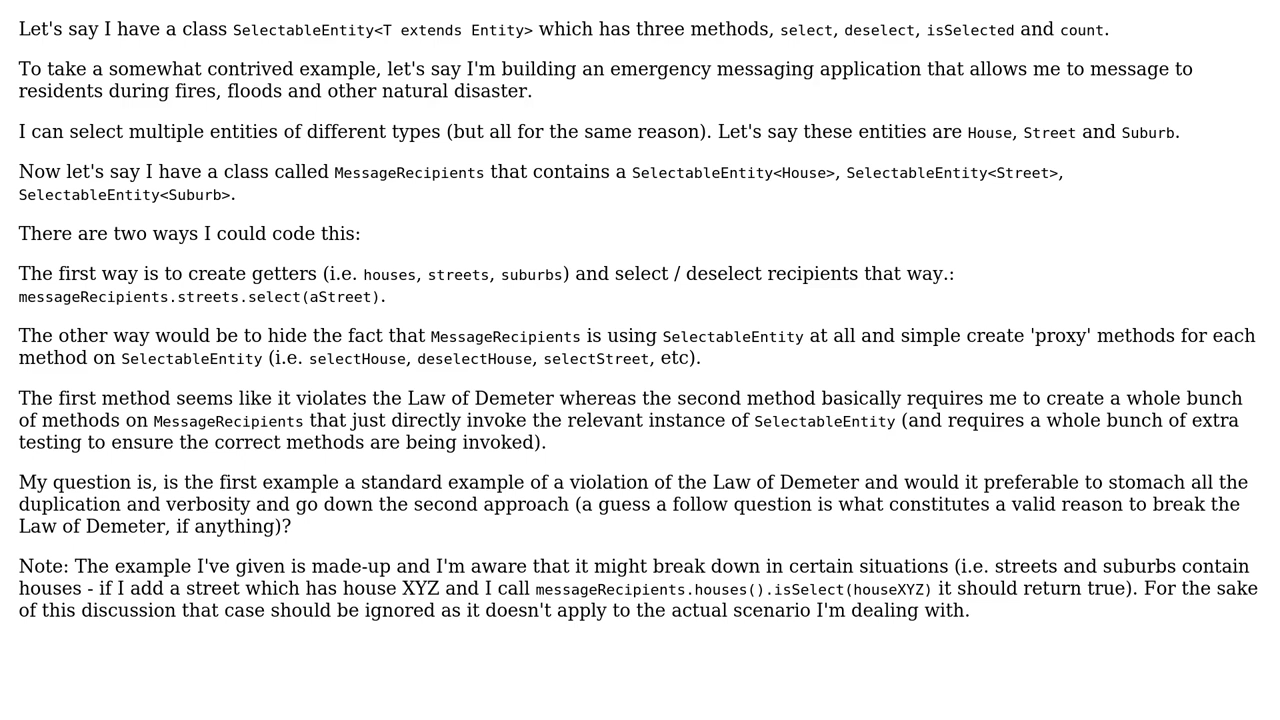 Let's say I have a class SelectableEntity<T extends Entity> which has three methods, select, deselect, isSelected and count.
To take a somewhat contrived example, let's say I'm building an emergency messaging application that allows me to message to
residents during fires, floods and other natural disaster.
I can select multiple entities of different types (but all for the same reason). Let's say these entities are House, Street and Suburb.
Now let's say I have a class called MessageRecipients that contains a SelectableEntity<House>, SelectableEntity<Street>,
SelectableEntity<Suburb>.
There are two ways I could code this:
The first way is to create getters (i.e. houses, streets, suburbs) and select / deselect recipients that way.:
messageRecipients.streets.select(aStreet).
The other way would be to hide the fact that MessageRecipients is using SelectableEntity at all and simple create 'proxy' methods for each
method on SelectableEntity (i.e. selectHouse, deselectHouse, selectStreet, etc).
The first method seems like it violates the Law of Demeter whereas the second method basically requires me to create a whole bunch
of methods on MessageRecipients that just directly invoke the relevant instance of SelectableEntity (and requires a whole bunch of extra
testing to ensure the correct methods are being invoked).
My question is, is the first example a standard example of a violation of the Law of Demeter and would it preferable to stomach all the
duplication and verbosity and go down the second approach (a guess a follow question is what constitutes a valid reason to break the
Law of Demeter, if anything)?
Note: The example I've given is made-up and I'm aware that it might break down in certain situations (i.e. streets and suburbs contain
houses - if I add a street which has house XYZ and I call messageRecipients.houses().isSelect(houseXYZ) it should return true). For the sake
of this discussion that case should be ignored as it doesn't apply to the actual scenario I'm dealing with.